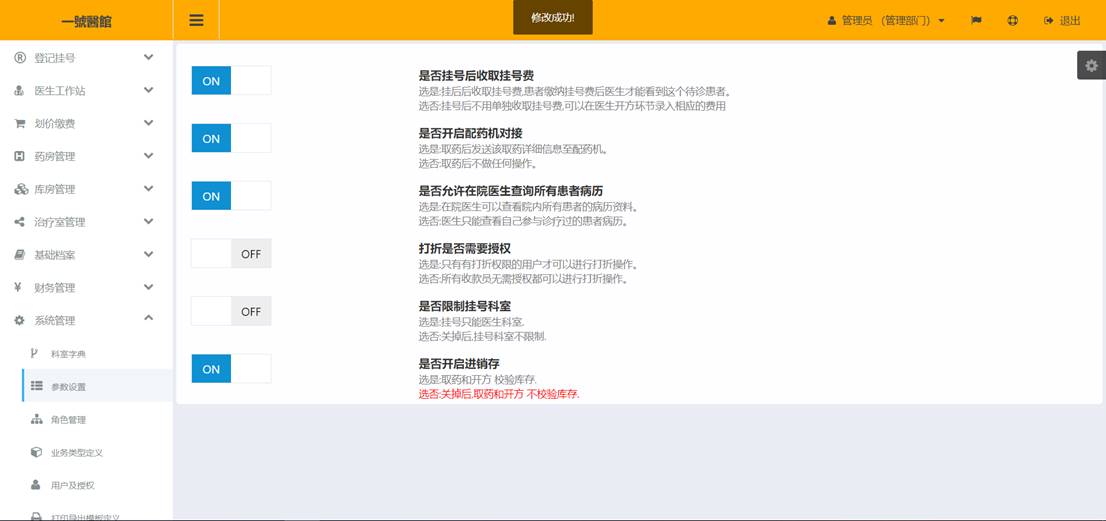 一號醫館
修改成功!
管理员 （管理部门）
退出
登记挂号
医生工作站
划价缴费
药房管理
库房管理
治疗室管理
基础档案
财务管理
系统管理
科室字典
参数设置
角色管理
业务类型定义
用户及授权
打印导出模板定义
ON
是否挂号后收取挂号费
选是:挂后后收取挂号费,患者缴纳挂号费后医生才能看到这个待诊患者。
选否:挂号后不用单独收取挂号费,可以在医生开方环节录入相应的费用
ON
是否开启配药机对接
选是:取药后发送该取药详细信息至配药机。
选否:取药后不做任何操作。
ON
是否允许在院医生查询所有患者病历
选是:在院医生可以查看院内所有患者的病历资料。
选否:医生只能查看自己参与诊疗过的患者病历。
OFF
打折是否需要授权
选是:只有有打折权限的用户才可以进行打折操作。
选否:所有收款员无需授权都可以进行打折操作。
OFF
是否限制挂号科室
选是:挂号只能医生科室.
选否:关掉后,挂号科室不限制.
ON
是否开启进销存
选是:取药和开方 校验库存.
选否:关掉后,取药和开方 不校验库存.